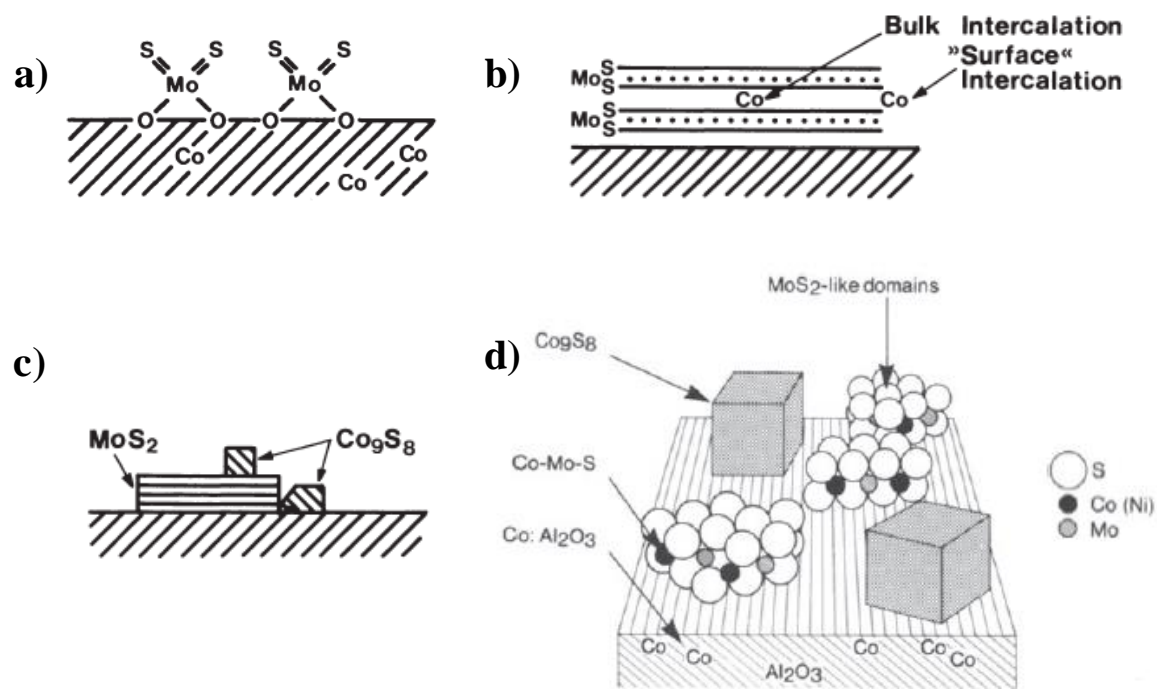 a)
S S S S
Mo Mo
O O O O
Co Co
Co
b)
Bulk Intercalation
»Surface«
Intercalation
S
Mo
S
Co Co
S
Mo
S
c)
MoS2
Co9S8
d)
MoS2-like domains
Co9S8
Co-Mo-S
Co: Al2O3
S
Co (Ni)
Mo
Co Co Co Co Co
Al2O3